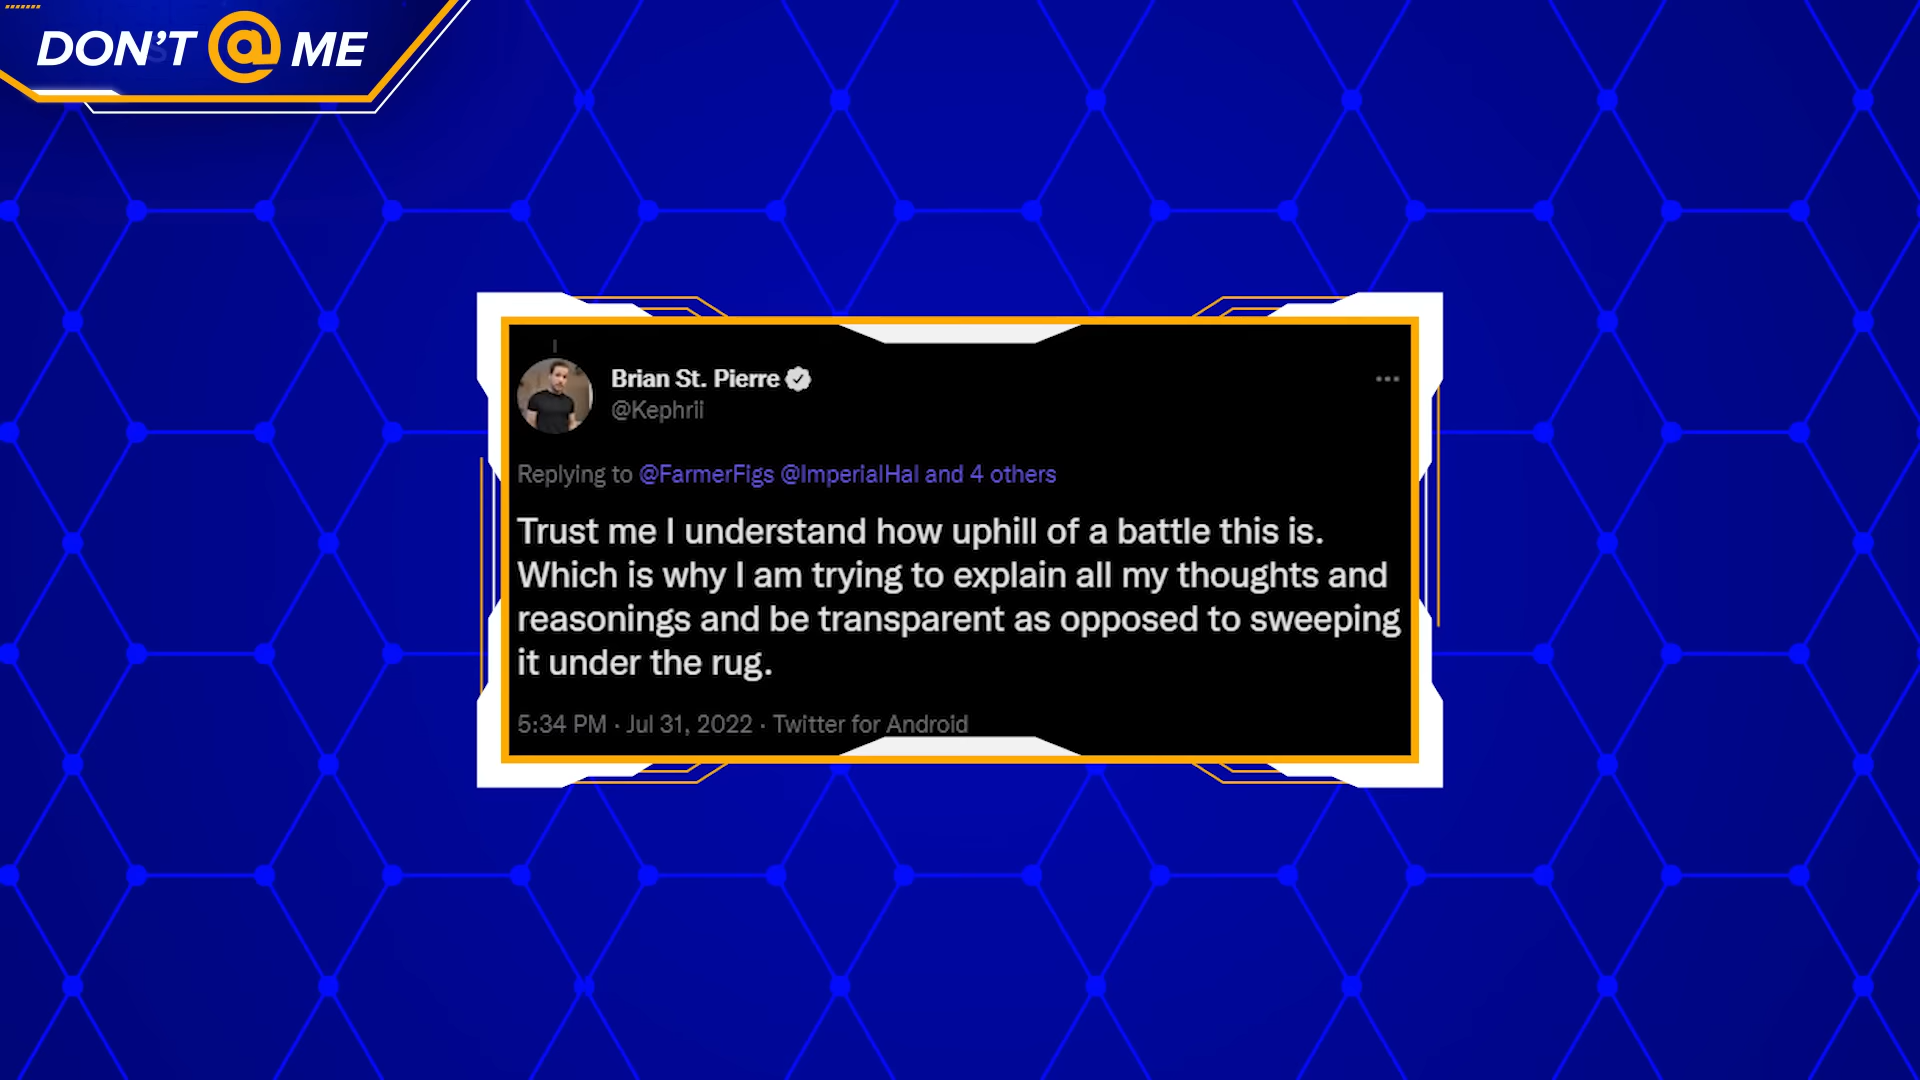 DON'T @ ME
Brian St. Pierre
@Kephrii
Replying to @FarmerFigs @ImperialHal and 4 others
Trust me I understand how uphill of a battle this is.
Which is why I am trying to explain all my thoughts and
reasonings and be transparent as opposed to sweeping
it under the rug.
5:34 PM · Jul 31, 2022 · Twitter for Android